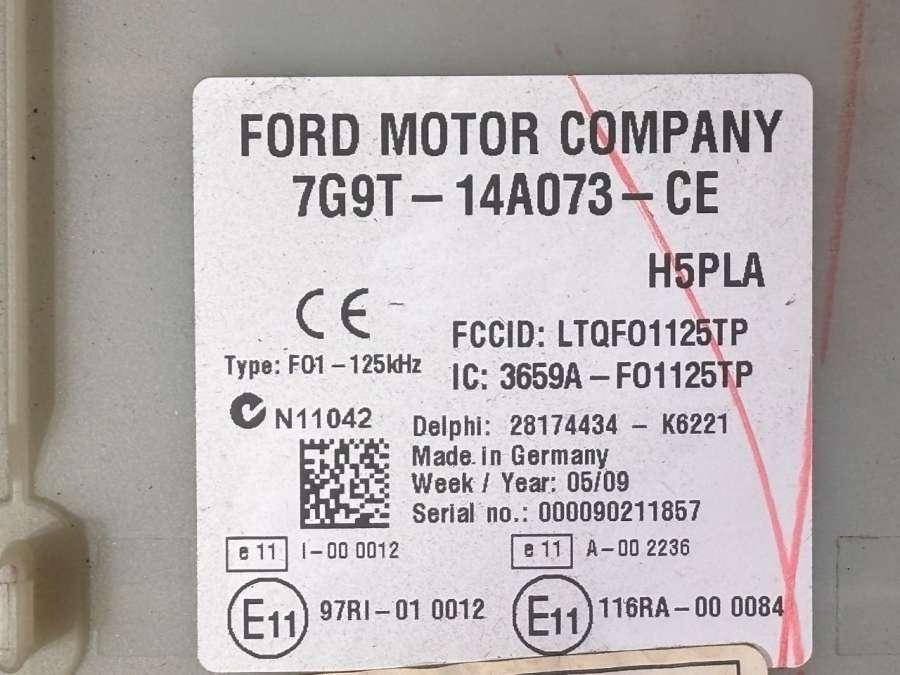 FORD MOTOR COMPANY
7G9T - 14A073 - CE
H5PLA
CE
FCCID: LTQFO1125TP
Type: FO1 - 125kHz
IC: 3659A - FO1125TP
N11042
Delphi: 28174434 - K6221
Made in Germany
Week / Year: 05/09
Serial no.: 000090211857
e 11 I-00 0012
e 11 A-00 2236
E11 97RI-01 0012
E11 116RA-00 0084